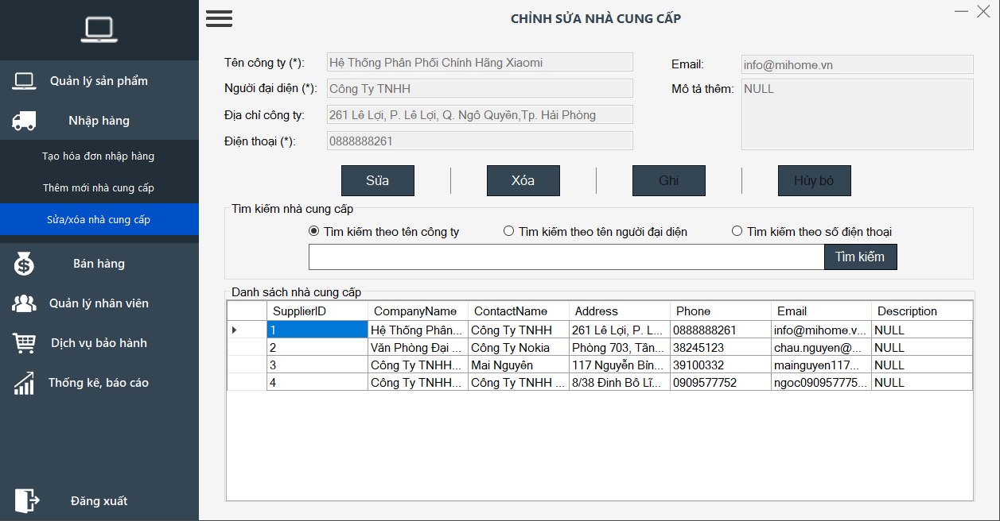 CHỈNH SỬA NHÀ CUNG CẤP
Quản lý sản phẩm
Nhập hàng
Tạo hóa đơn nhập hàng
Thêm mới nhà cung cấp
Sửa/xóa nhà cung cấp
Bán hàng
Quản lý nhân viên
Dịch vụ bảo hành
Thống kê, báo cáo
Đăng xuất
Tên công ty (*): Hệ Thống Phân Phối Chính Hãng Xiaomi
Người đại diện (*): Công Ty TNHH
Địa chỉ công ty: 261 Lê Lợi, P. Lê Lợi, Q. Ngô Quyền,Tp. Hải Phòng
Điện thoại (*): 0888888261
Email: info@mihome.vn
Mô tả thêm: NULL
Sửa Xóa Ghi Hủy bỏ
Tìm kiếm nhà cung cấp
Tìm kiếm theo tên công ty Tìm kiếm theo tên người đại diện Tìm kiếm theo số điện thoại
Tìm kiếm
Danh sách nhà cung cấp
SupplierID CompanyName ContactName Address Phone Email Description
1 Hệ Thống Phân... Công Ty TNHH 261 Lê Lợi, P. L... 0888888261 info@mihome.v... NULL
2 Văn Phòng Đại ... Công Ty Nokia Phòng 703, Tân... 38245123 chau.nguyen@... NULL
3 Công Ty TNHH... Mai Nguyên 117 Nguyễn Bỉn... 39100332 mainguyen117... NULL
4 Công Ty TNHH... Công Ty TNHH ... 8/38 Đinh Bô Lĩ... 0909577752 ngoc090957775... NULL